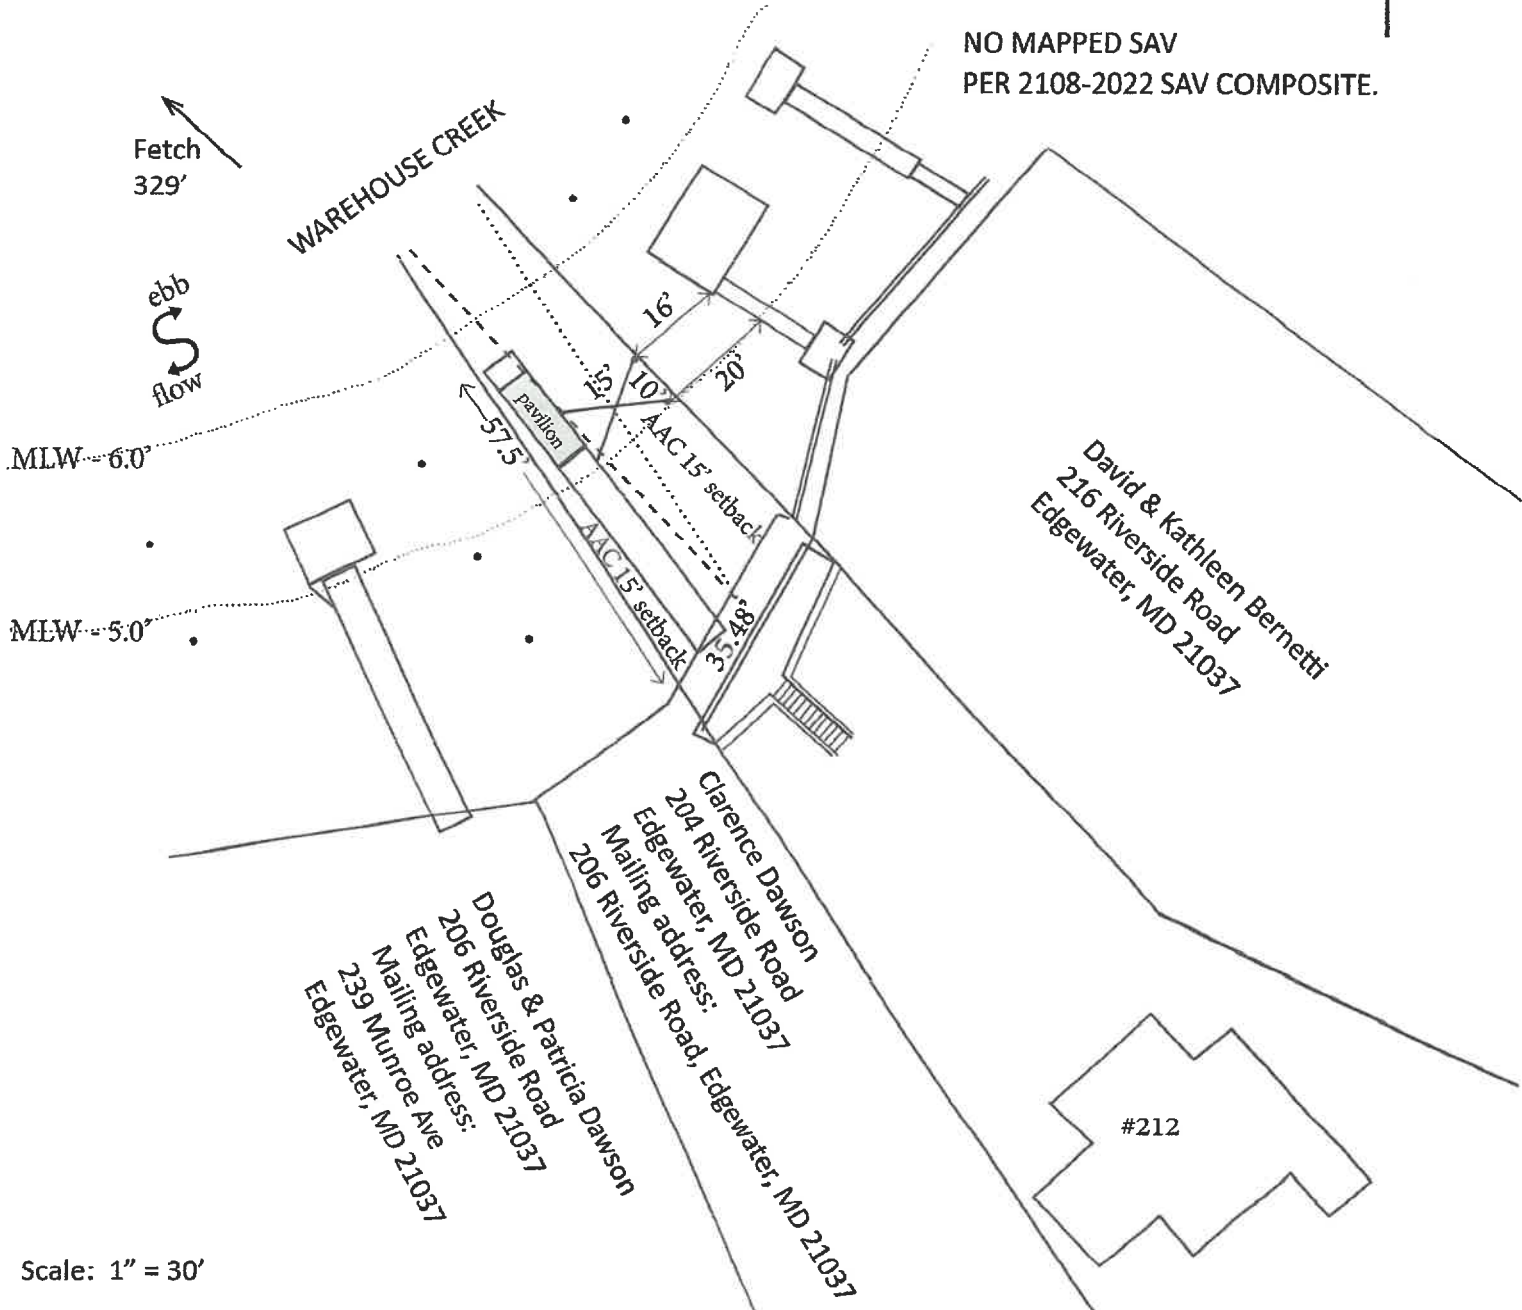 NO MAPPED SAV
PER 2108-2022 SAV COMPOSITE.
Fetch
329'
WAREHOUSE CREEK
ebb
flow
16'
20'
15'
10'
pavilion
57.5'
AAC 15' setback
AAC 15' setback
35.48'
MLW - 6.0'
MLW - 5.0'
David & Kathleen Bernetti
216 Riverside Road
Edgewater, MD 21037
Clarence Dawson
204 Riverside Road
Edgewater, MD 21037
Mailing address:
206 Riverside Road, Edgewater, MD 21037
Douglas & Patricia Dawson
206 Riverside Road
Edgewater, MD 21037
Mailing address:
239 Munroe Ave
Edgewater, MD 21037
#212
Scale: 1" = 30'